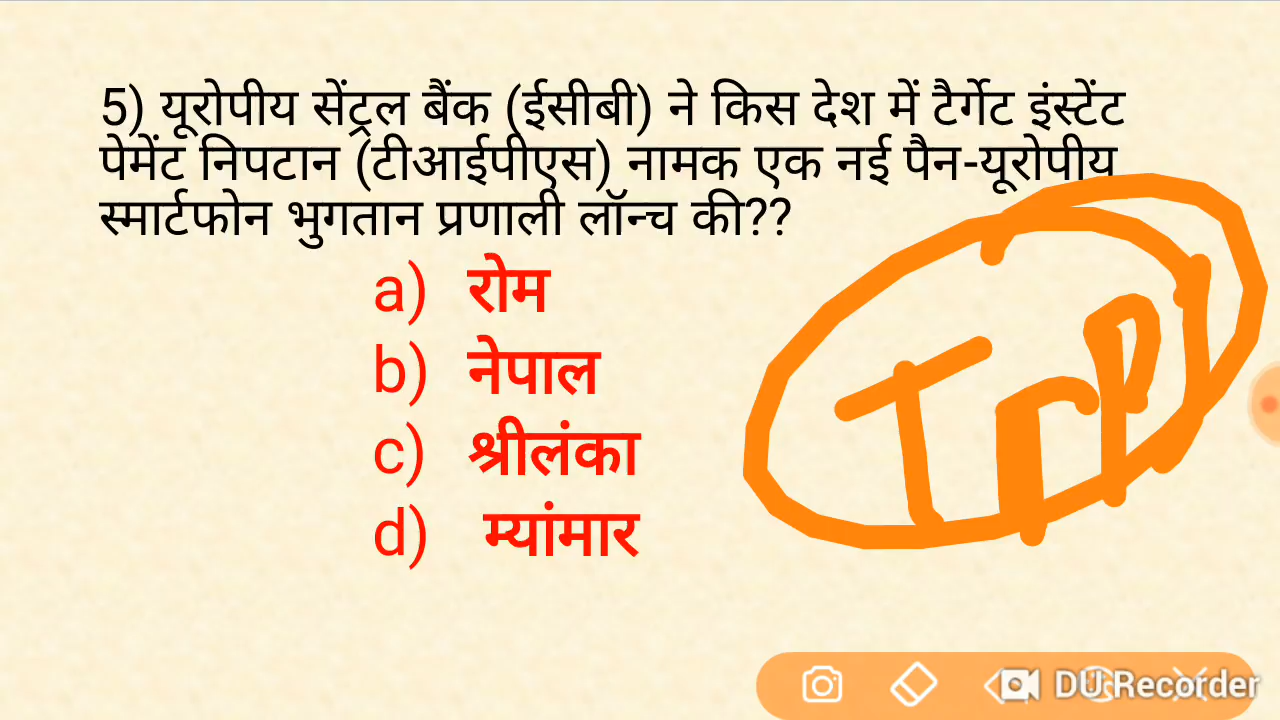 5) यूरोपीय सेंट्रल बैंक (ईसीबी) ने किस देश में टैर्गेट इंस्टेंट
पेमेंट निपटान (टीआईपीएस) नामक एक नई पैन-यूरोपीय
स्मार्टफोन भुगतान प्रणाली लॉन्च की??
a) रोम
b) नेपाल
c) श्रीलंका
d) म्यांमार
DU Recorder